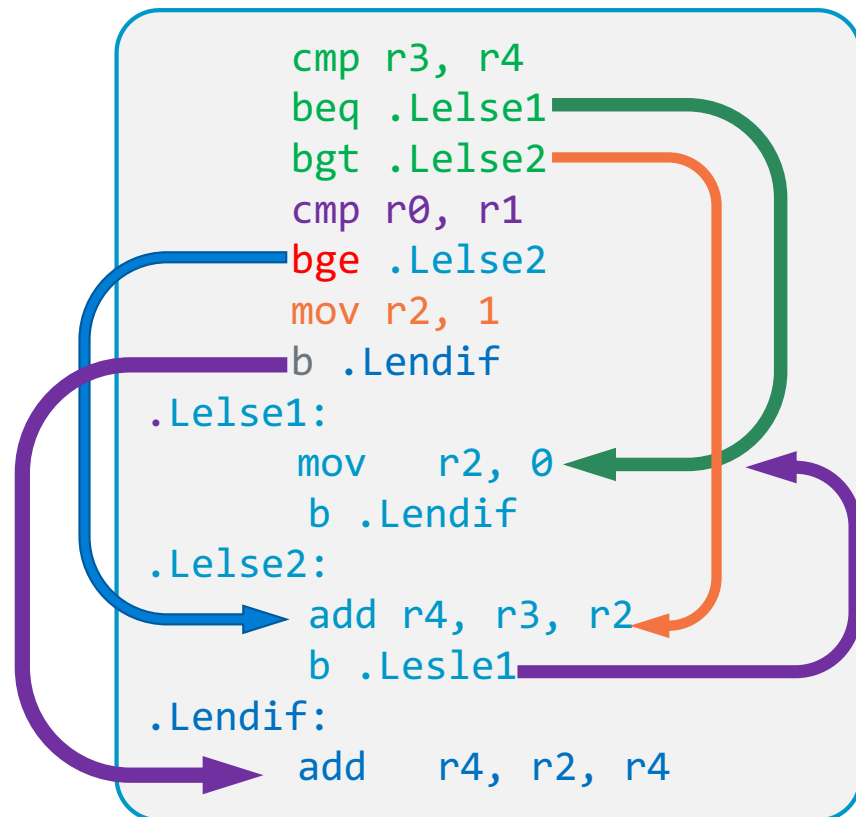 cmp r3, r4
beq .Lelse1
bgt .Lelse2
cmp r0, r1
bge .Lelse2
mov r2, 1
b .Lendif
.Lelse1:
mov r2, 0
b .Lendif
.Lelse2:
add r4, r3, r2
b .Lesle1
.Lendif:
add r4, r2, r4